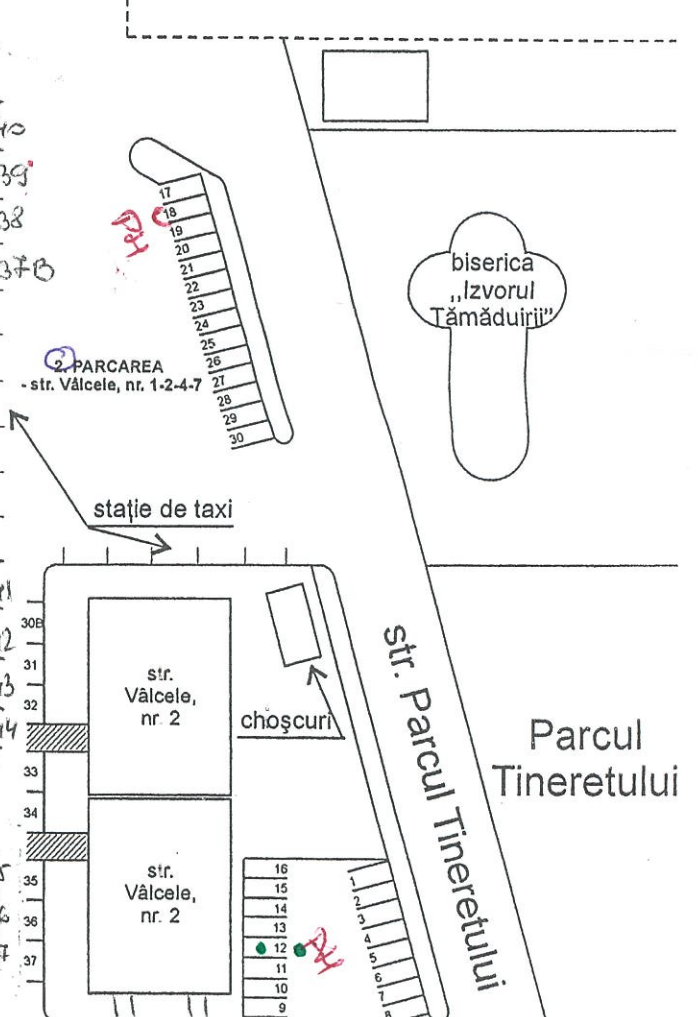 40
39
38
37B
17
18
19
20
21
22
23
24
25
26
27
28
29
30
PH
biserica
„Izvorul
Tămăduirii”
2. PARCAREA
- str. Vâlcele, nr. 1-2-4-7
stație de taxi
30B
31
32
33
34
35
36
37
str.
Vâlcele,
nr. 2
choșcuri
str.
Vâlcele,
nr. 2
str. Parcul Tineretului
Parcul
Tineretului
16
15
14
13
12
11
10
9
PH
1
2
3
4
5
6
7
8